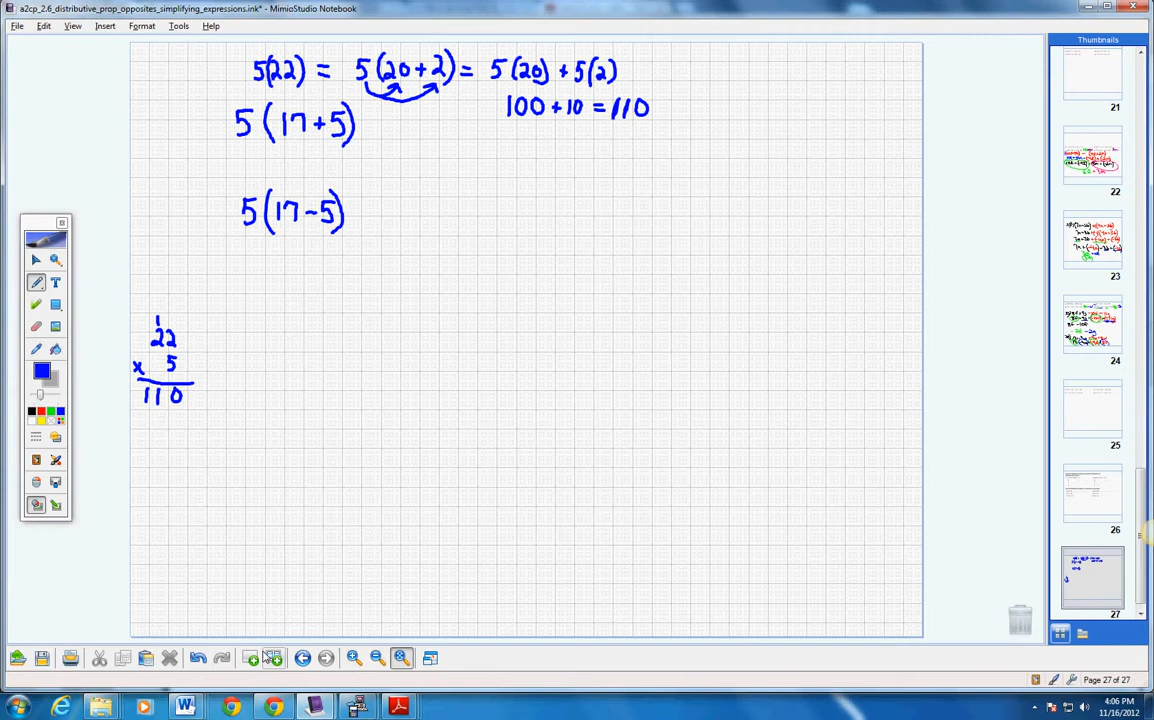 a2cp_2.6_distributive_prop_optimistic_simplifying_expressions.ink* - MimioStudio Notebook
File Edit View Insert Format Tools Help
Thumbnails
5(22) = 5(20+2) = 5(20) + 5(2)
100 + 10 = 110
5(17+5)
5(17-5)
1
22
x 5
110
21
22
23
24
25
26
27
Page 27 of 27
4:06 PM
11/16/2012